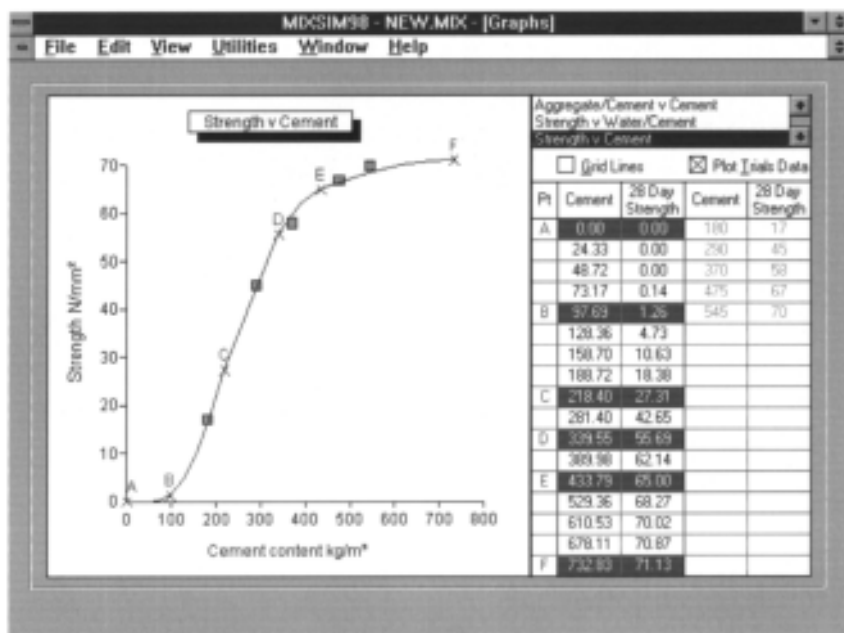 MIXSIM98 - NEW.MIX - [Graphs]
File Edit View Utilities Window Help
Strength v Cement
70
60
50
40
30
20
10
0
Strength N/mm²
A B C D E F
0 100 200 300 400 500 600 700 800
Cement content kg/m³
Aggregate/Cement v Cement
Strength v Water/Cement
Strength v Cement
Grid Lines Plot Trials Data
Pt Cement 28 Day Strength Cement 28 Day Strength
A 0.00 0.00 180 17
24.33 0.00 290 45
48.72 0.00 370 58
73.17 0.14 475 67
B 97.69 1.26 545 70
128.36 4.73
158.70 10.63
188.72 18.38
C 218.40 27.31
281.40 42.65
D 339.55 55.69
389.98 62.14
E 433.79 65.00
529.36 68.27
610.53 70.02
678.11 70.87
F 732.83 71.13